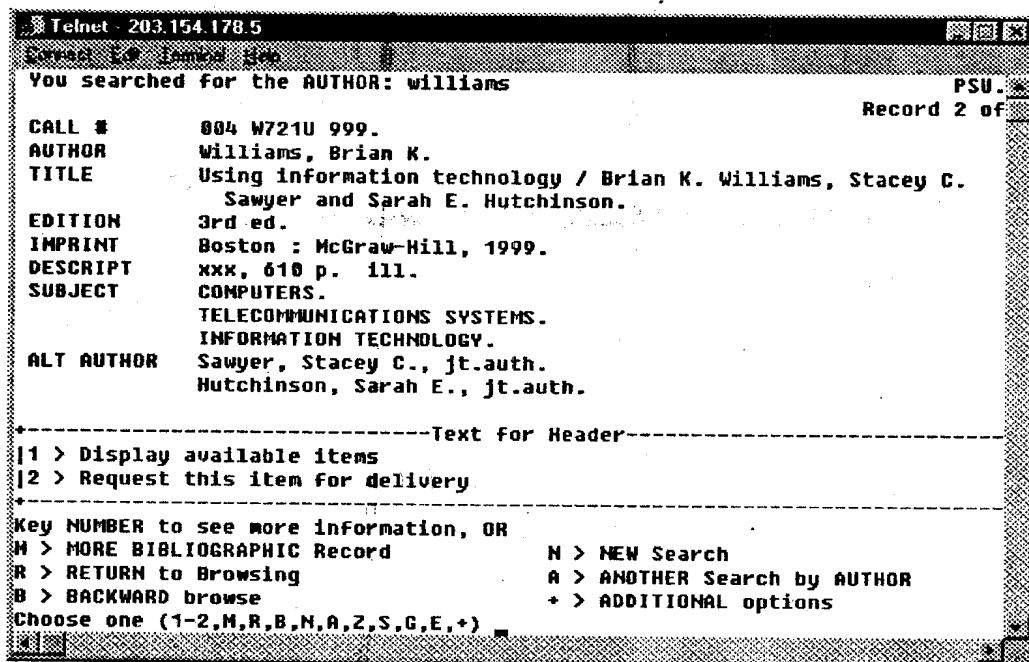 Telnet - 203.154.178.5
Connect Edit Terminal Help
You searched for the AUTHOR: williams PSU.
Record 2 of
CALL # 004 W721U 999.
AUTHOR Williams, Brian K.
TITLE Using information technology / Brian K. Williams, Stacey C.
Sawyer and Sarah E. Hutchinson.
EDITION 3rd ed.
IMPRINT Boston : McGraw-Hill, 1999.
DESCRIPT xxx, 610 p. ill.
SUBJECT COMPUTERS.
TELECOMMUNICATIONS SYSTEMS.
INFORMATION TECHNOLOGY.
ALT AUTHOR Sawyer, Stacey C., jt.auth.
Hutchinson, Sarah E., jt.auth.
+------------------------------Text for Header----------------------------
|1 > Display available items
|2 > Request this item for delivery
+-------------------------------------------------------------------------
Key NUMBER to see more information, OR
M > MORE BIBLIOGRAPHIC Record N > NEW Search
R > RETURN to Browsing A > ANOTHER Search by AUTHOR
B > BACKWARD browse + > ADDITIONAL options
Choose one (1-2,M,R,B,N,A,Z,S,G,E,+)